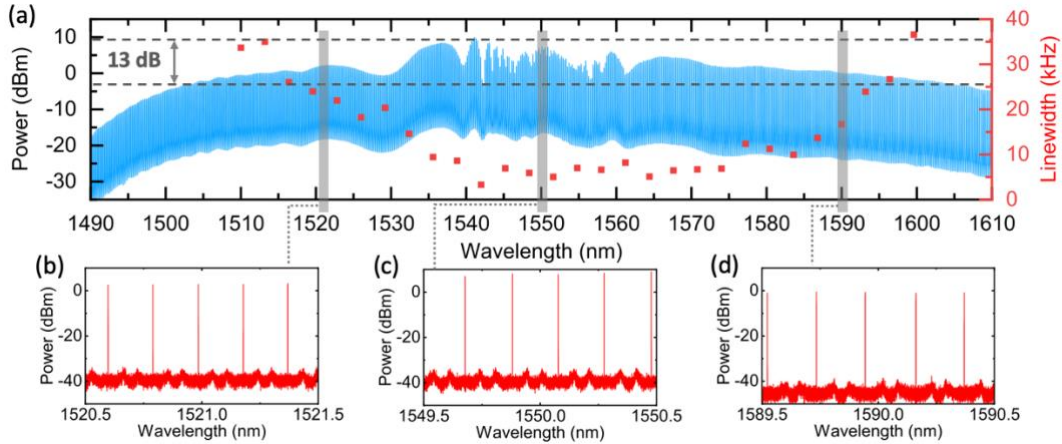 (a)
13 dB
Power (dBm)
10
0
-10
-20
-30
Linewidth (kHz)
40
35
30
25
20
15
10
5
0
1490 1500 1510 1520 1530 1540 1550 1560 1570 1580 1590 1600 1610
Wavelength (nm)
(b)
Power (dBm)
0
-40
1520.5 1521.0 1521.5
Wavelength (nm)
(c)
Power (dBm)
0
-40
1549.5 1550.0 1550.5
Wavelength (nm)
(d)
Power (dBm)
0
-40
1589.5 1590.0 1590.5
Wavelength (nm)